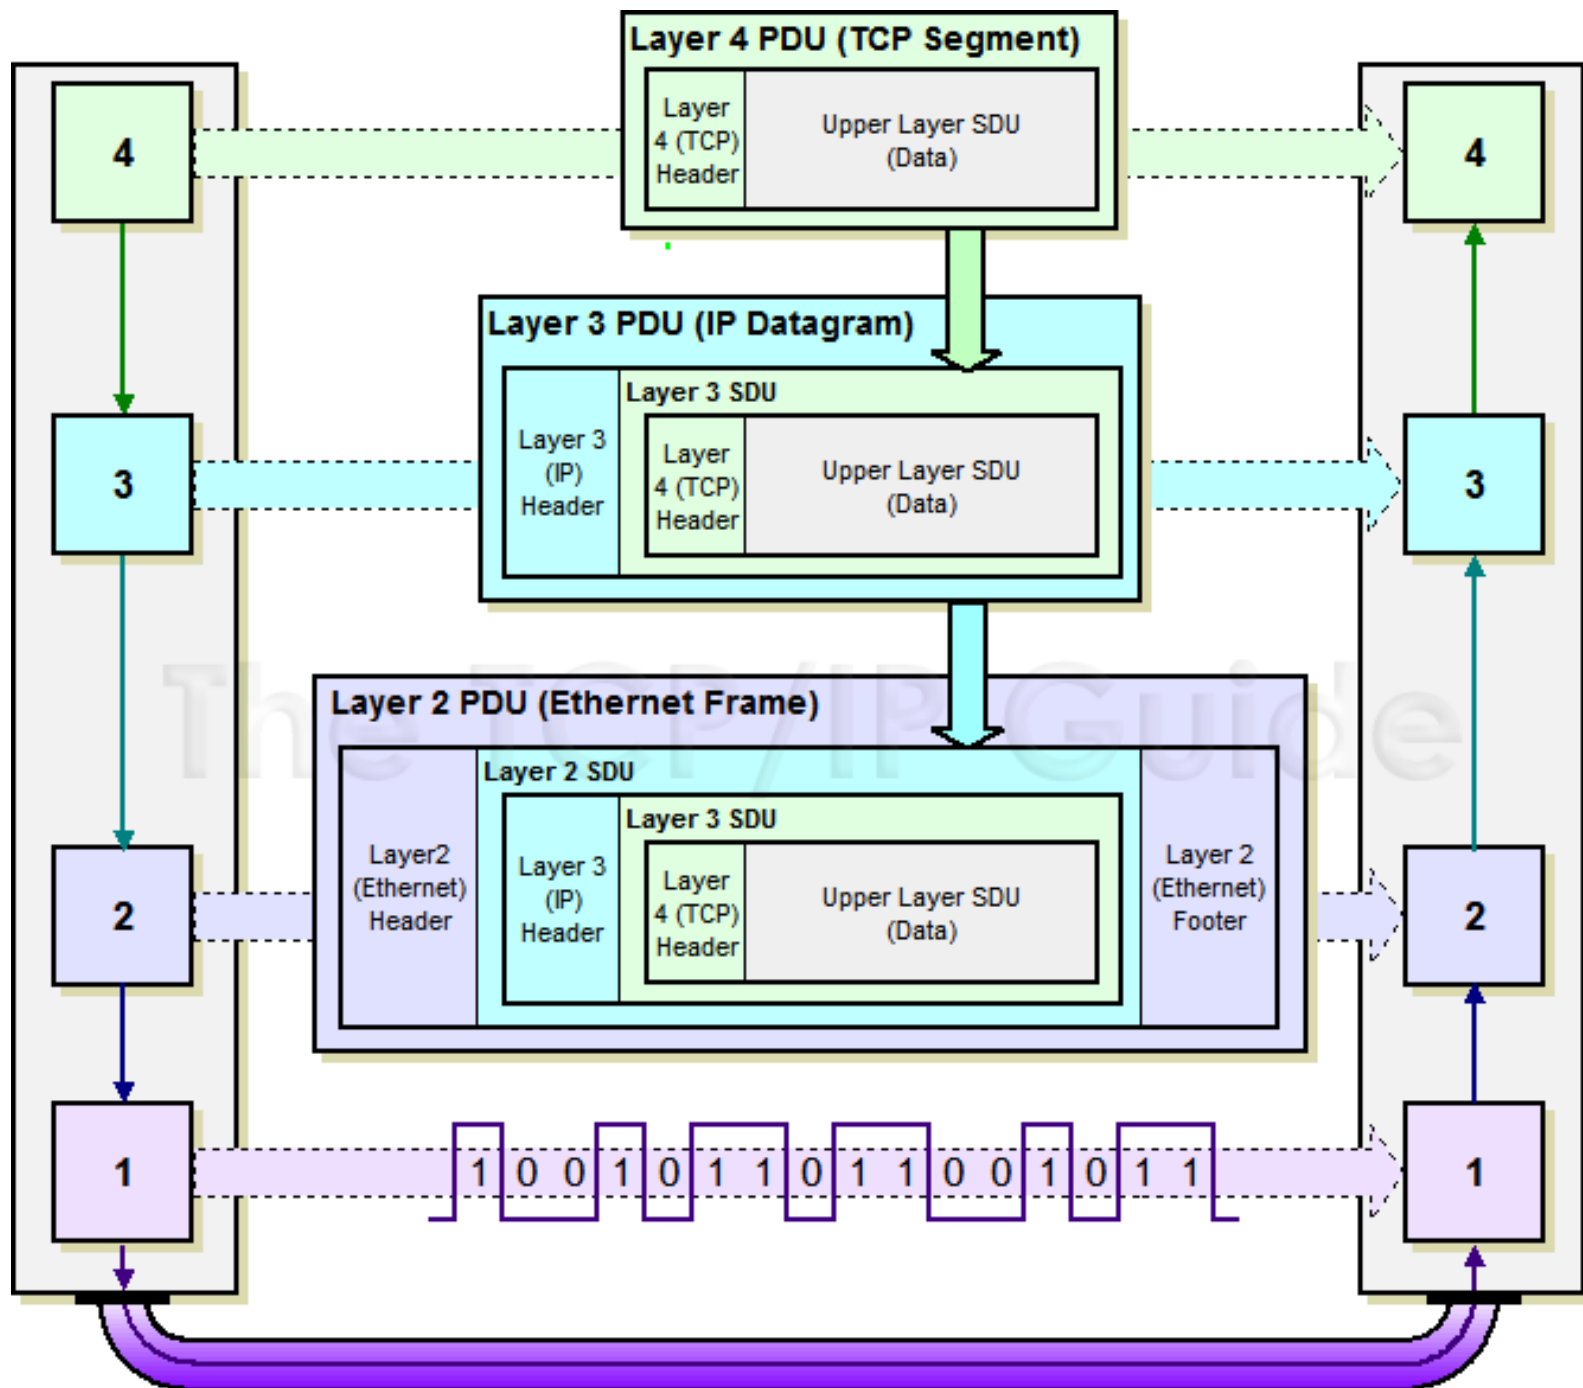 Layer 4 PDU (TCP Segment)
Layer
4 (TCP)
Header
Upper Layer SDU
(Data)
4
4
Layer 3 PDU (IP Datagram)
Layer 3 SDU
Layer 3
(IP)
Header
Layer
4 (TCP)
Header
Upper Layer SDU
(Data)
3
3
The TCP/IP Guide
Layer 2 PDU (Ethernet Frame)
Layer 2 SDU
Layer 3 SDU
Layer2
(Ethernet)
Header
Layer 3
(IP)
Header
Layer
4 (TCP)
Header
Upper Layer SDU
(Data)
Layer 2
(Ethernet)
Footer
2
2
1
1 0 0 1 0 1 1 0 1 1 0 0 1 0 1 1
1